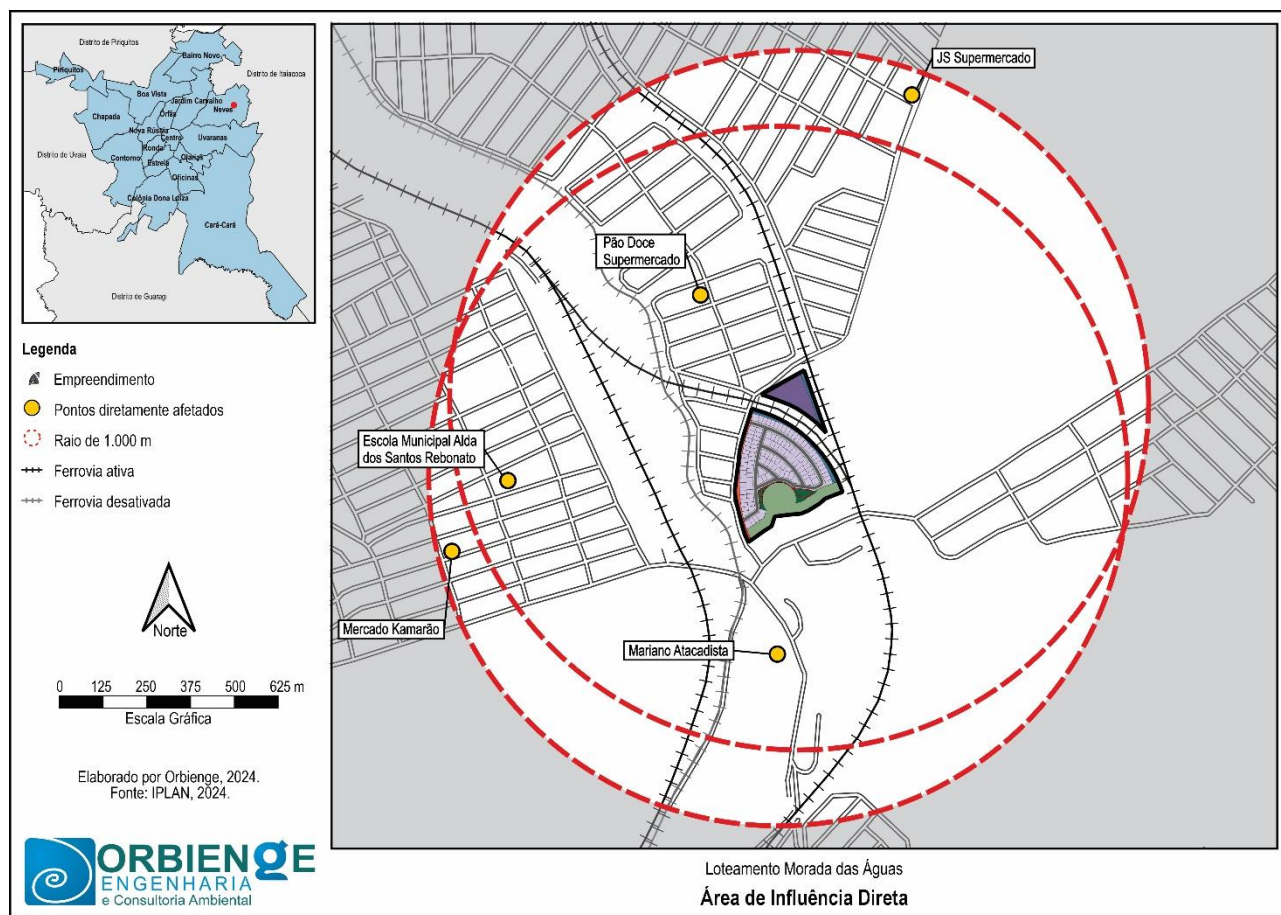 Distrito de Piriquitos
Bairro Novo
Piriquitos
Distrito de Itaiacoca
Boa Vista
Jardim Carvalho
Neves
Chapada
Órfãs
Nova Rússia
Centro
Uvaranas
Ronda
Distrito de Uvaia
Contorno
Olarias
Estrela
Oficinas
Colônia Dona Luiza
Cará-Cará
Distrito de Guaragi
Legenda
Empreendimento
Pontos diretamente afetados
Raio de 1.000 m
Ferrovia ativa
Ferrovia desativada
Norte
0 125 250 375 500 625 m
Escala Gráfica
Elaborado por Orbienge, 2024.
Fonte: IPLAN, 2024.
ORBIENGE
ENGENHARIA
e Consultoria Ambiental
JS Supermercado
Pão Doce
Supermercado
Escola Municipal Alda
dos Santos Rebonato
Mercado Kamarão
Mariano Atacadista
Loteamento Morada das Águas
Área de Influência Direta